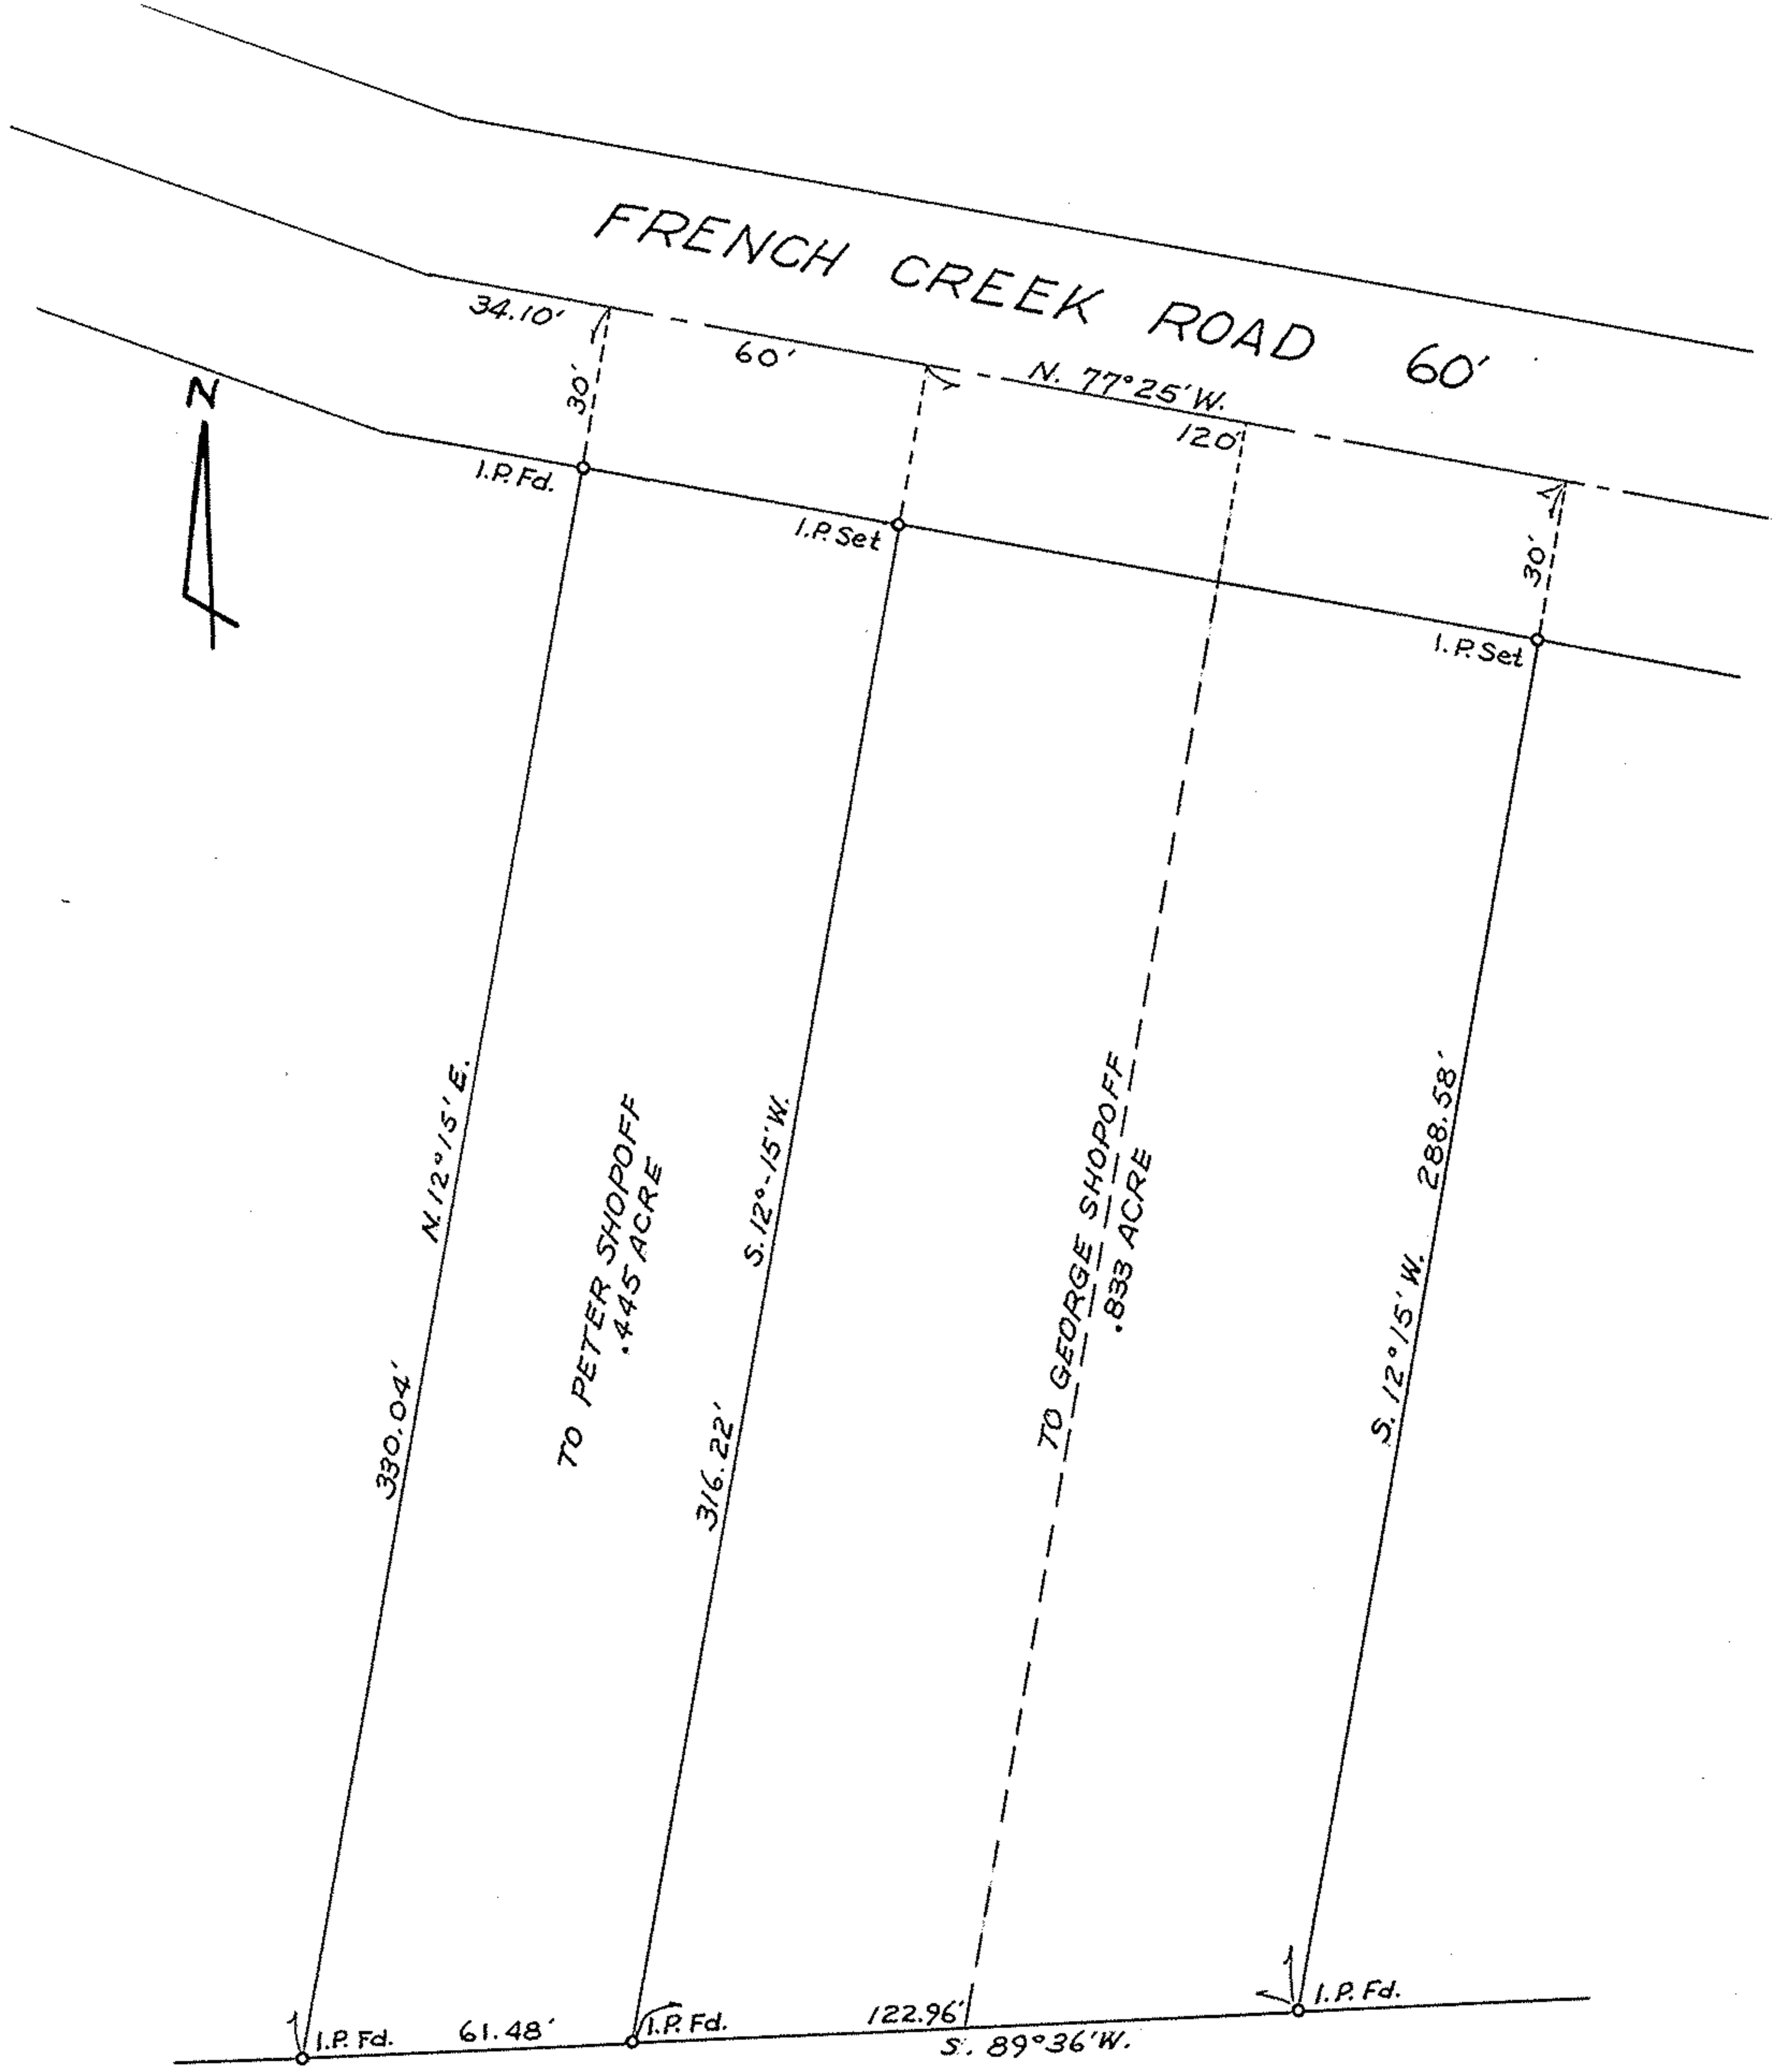 FRENCH CREEK ROAD 60'
34.10'
60'
N. 77°25'W.
120'
30'
30'
N
I.P. Fd.
I.P. Set
I.P. Set
N. 12°15' E.
330.04'
TO PETER SHOPOFF
.445 ACRE
S. 12°-15' W.
316.22'
TO GEORGE SHOPOFF
.833 ACRE
288.58'
S. 12°15' W.
I.P. Fd.
61.48'
I.P. Fd.
122.96'
I.P. Fd.
S. 89°36'W.